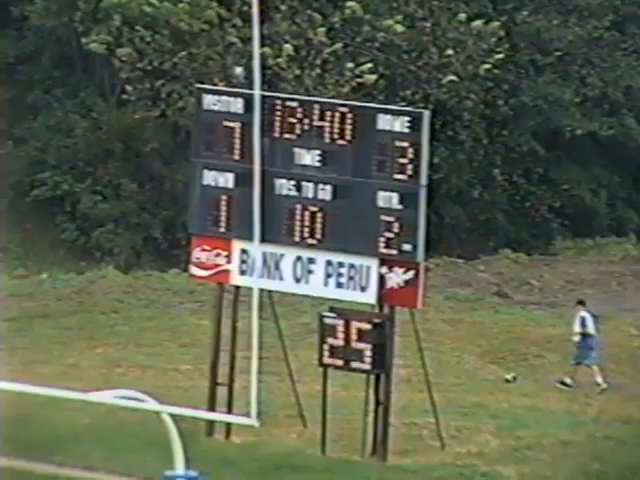 VISITOR 13:40 HOME
7 TIME 3
DOWN YDS. TO GO QTR.
1 10 2
Coca-Cola BANK OF PERU
25